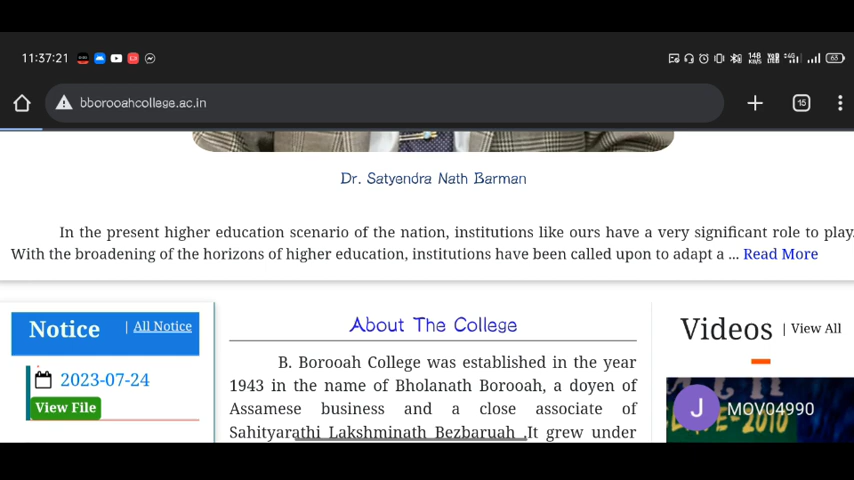 11:37:21
148
KB/S
4G
63
bborooahcollege.ac.in
15
Dr. Satyendra Nath Barman
In the present higher education scenario of the nation, institutions like ours have a very significant role to play.
With the broadening of the horizons of higher education, institutions have been called upon to adapt a ... Read More
Notice | All Notice
2023-07-24
View File
About The College
B. Borooah College was established in the year
1943 in the name of Bholanath Borooah, a doyen of
Assamese business and a close associate of
Sahityarathi Lakshminath Bezbaruah .It grew under
Videos | View All
J MOV04990